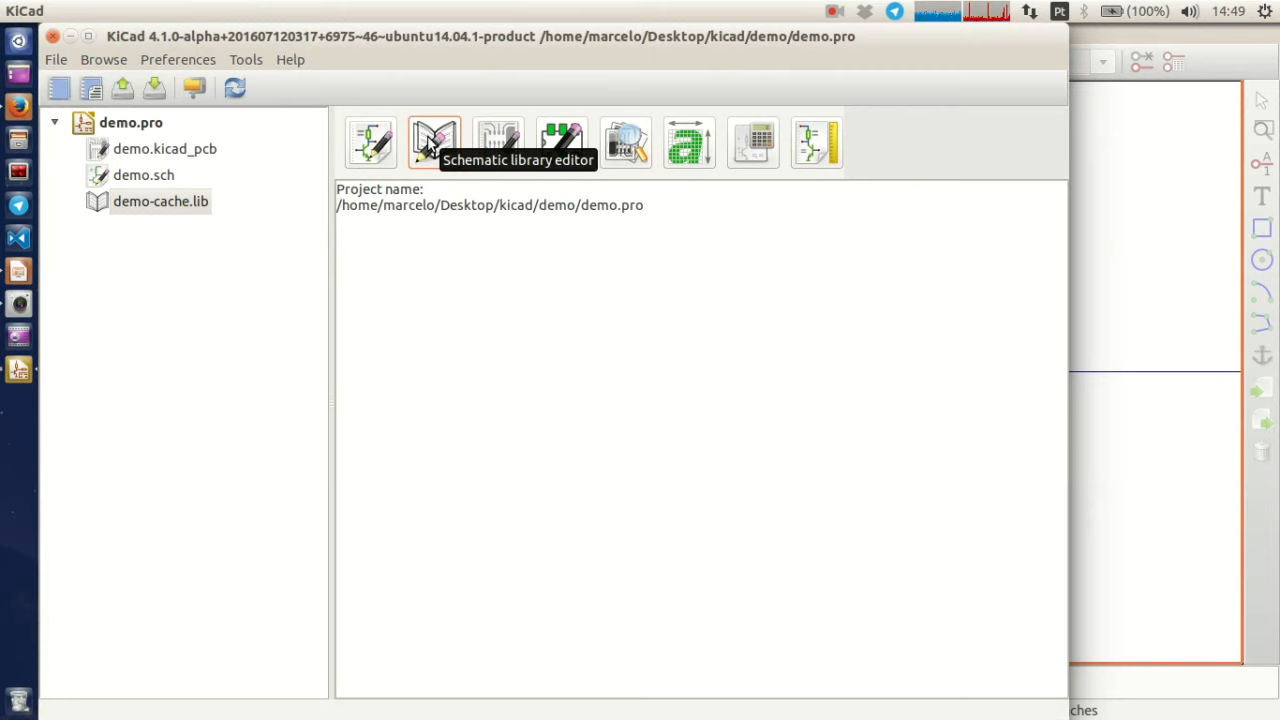 KiCad
Pt
(100%)
14:49
KiCad 4.1.0-alpha+201607120317+6975~46~ubuntu14.04.1-product /home/marcelo/Desktop/kicad/demo/demo.pro
File Browse Preferences Tools Help
demo.pro
demo.kicad_pcb
demo.sch
demo-cache.lib
Schematic library editor
Project name:
/home/marcelo/Desktop/kicad/demo/demo.pro
ches